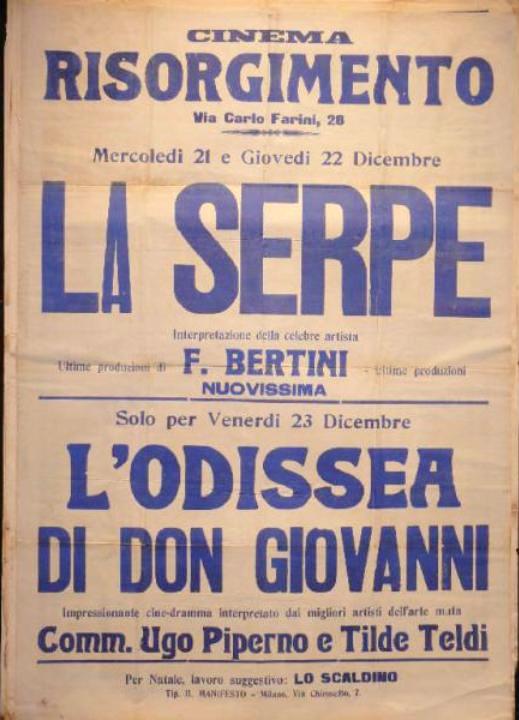 CINEMA
RISORGIMENTO
Via Carlo Farini, 26
Mercoledi 21 e Giovedi 22 Dicembre
LA SERPE
Interpretazione della celebre artista
Ultime produzioni di F. BERTINI - Ultime produzioni
NUOVISSIMA
Solo per Venerdi 23 Dicembre
L'ODISSEA
DI DON GIOVANNI
Impressionante cine-dramma interpretato dai migliori artisti dell'arte muta
Comm. Ugo Piperno e Tilde Teldi
Per Natale, lavoro suggestivo: LO SCALDINO
Tip. IL MANIFESTO - Milano, Via